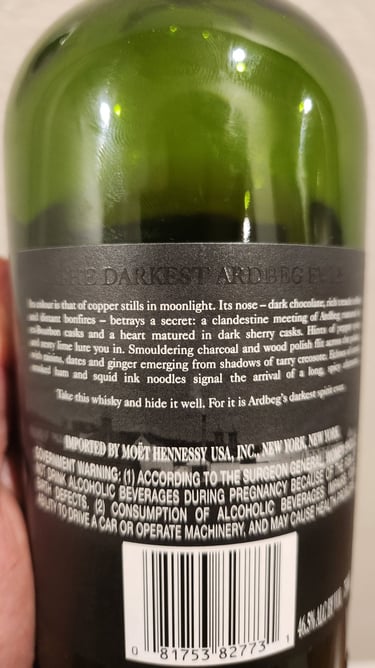 THE DARKEST ARDBEG
Its colour is that of copper stills in moonlight. Its nose – dark chocolate, rich
and distant bonfires – betrays a secret: a clandestine meeting of Ardbeg
ex-Bourbon casks and a heart matured in dark sherry casks. Hints of
and zesty lime lure you in. Smouldering charcoal and wood polish flit across
with raisins, dates and ginger emerging from shadows of tarry creosote.
smoked ham and squid ink noodles signal the arrival of a long, spicy
Take this whisky and hide it well. For it is Ardbeg's darkest spirit
IMPORTED BY MOËT HENNESSY USA, INC., NEW YORK, NEW YORK.
GOVERNMENT WARNING: (1) ACCORDING TO THE SURGEON GENERAL,
NOT DRINK ALCOHOLIC BEVERAGES DURING PREGNANCY BECAUSE OF THE
DEFECTS. (2) CONSUMPTION OF ALCOHOLIC BEVERAGES
ABILITY TO DRIVE A CAR OR OPERATE MACHINERY, AND MAY CAUSE HEALTH
46.5% ALC. BY VOL.
0 81753 82773 1